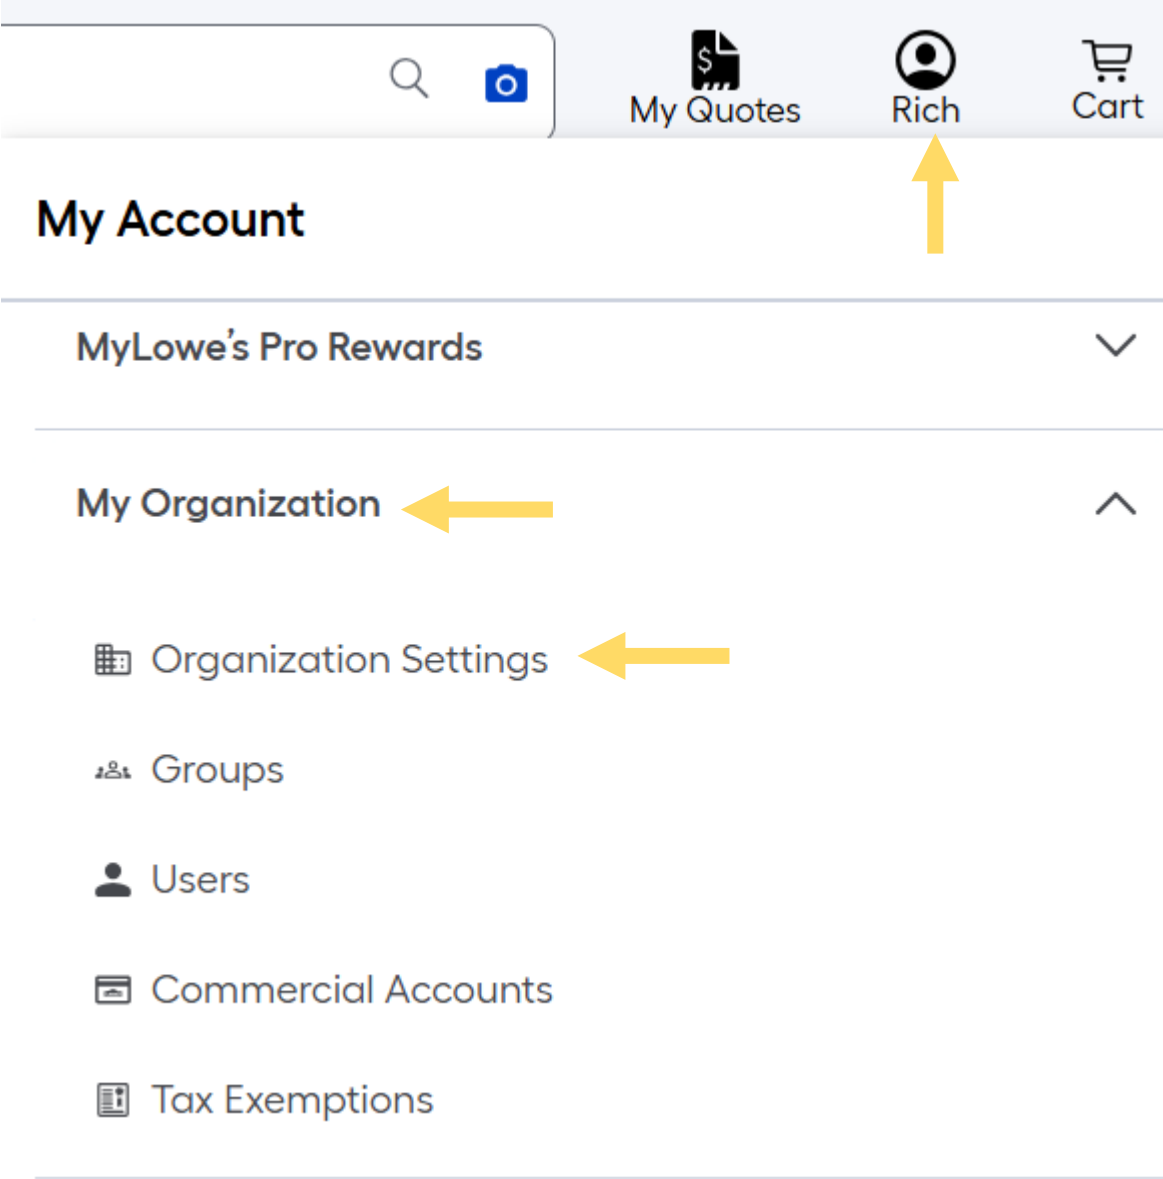 My Quotes
Rich
Cart
My Account
MyLowe's Pro Rewards
My Organization
Organization Settings
Groups
Users
Commercial Accounts
Tax Exemptions